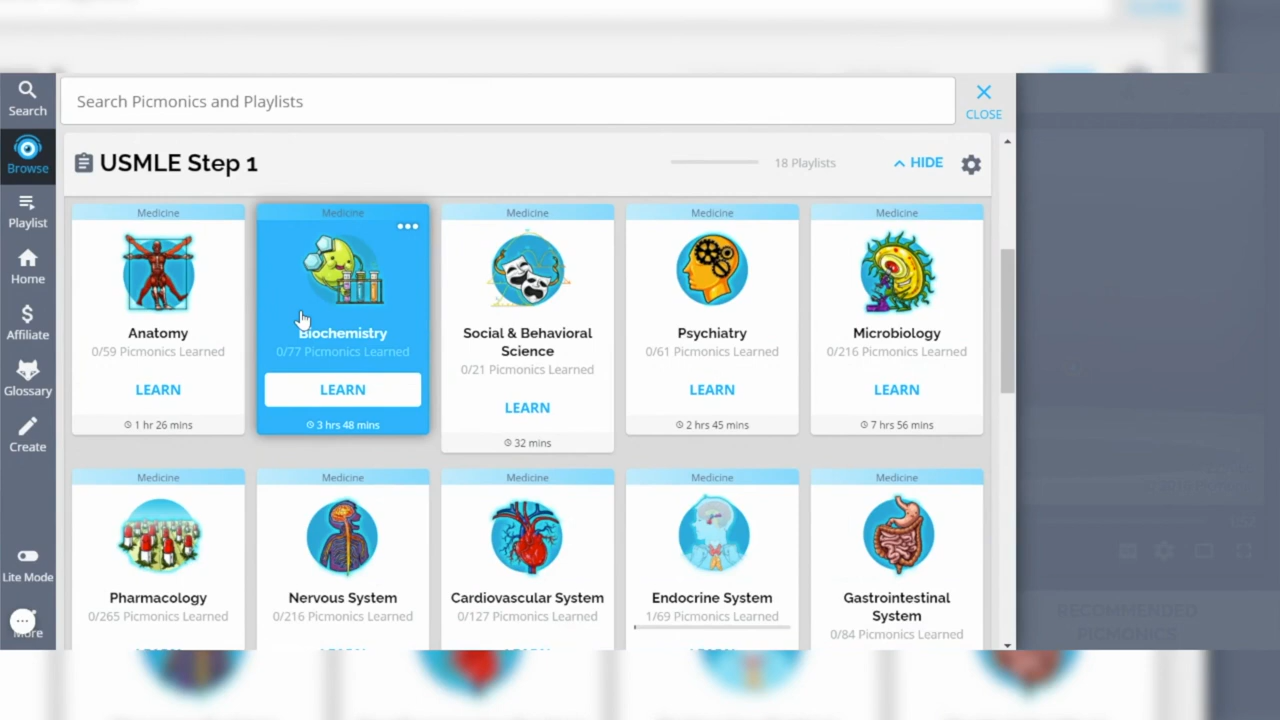 Search
Search Picmonics and Playlists
CLOSE
Browse
USMLE Step 1
18 Playlists
HIDE
Playlist
Home
Affiliate
Glossary
Create
Lite Mode
More
Medicine
Anatomy
0/59 Picmonics Learned
LEARN
1 hr 26 mins
Medicine
Biochemistry
0/77 Picmonics Learned
LEARN
3 hrs 48 mins
Medicine
Social & Behavioral
Science
0/21 Picmonics Learned
LEARN
32 mins
Medicine
Psychiatry
0/61 Picmonics Learned
LEARN
2 hrs 45 mins
Medicine
Microbiology
0/216 Picmonics Learned
LEARN
7 hrs 56 mins
Medicine
Pharmacology
0/265 Picmonics Learned
Medicine
Nervous System
0/216 Picmonics Learned
Medicine
Cardiovascular System
0/127 Picmonics Learned
Medicine
Endocrine System
1/69 Picmonics Learned
Medicine
Gastrointestinal
System
0/84 Picmonics Learned
RECOMMENDED
PICMONICS